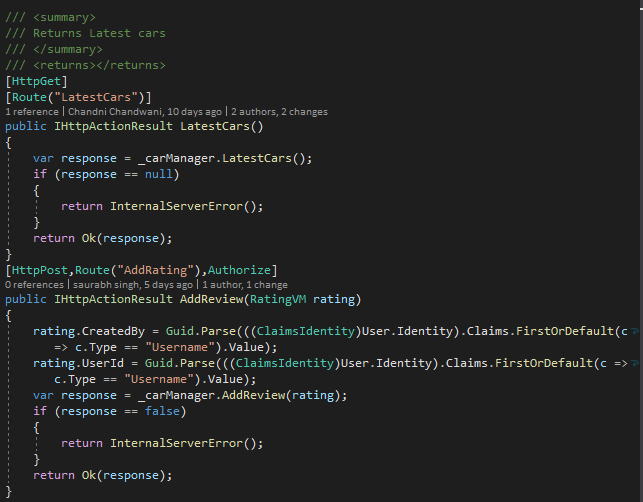 /// <summary>
/// Returns Latest cars
/// </summary>
/// <returns></returns>
[HttpGet]
[Route("LatestCars")]
1 reference | Chandni Chandwani, 10 days ago | 2 authors, 2 changes
public IHttpActionResult LatestCars()
{
var response = _carManager.LatestCars();
if (response == null)
{
return InternalServerError();
}
return Ok(response);
}
[HttpPost,Route("AddRating"),Authorize]
0 references | saurabh singh, 5 days ago | 1 author, 1 change
public IHttpActionResult AddReview(RatingVM rating)
{
rating.CreatedBy = Guid.Parse(((ClaimsIdentity)User.Identity).Claims.FirstOrDefault(c
=> c.Type == "Username").Value);
rating.UserId = Guid.Parse(((ClaimsIdentity)User.Identity).Claims.FirstOrDefault(c =>
c.Type == "Username").Value);
var response = _carManager.AddReview(rating);
if (response == false)
{
return InternalServerError();
}
return Ok(response);
}